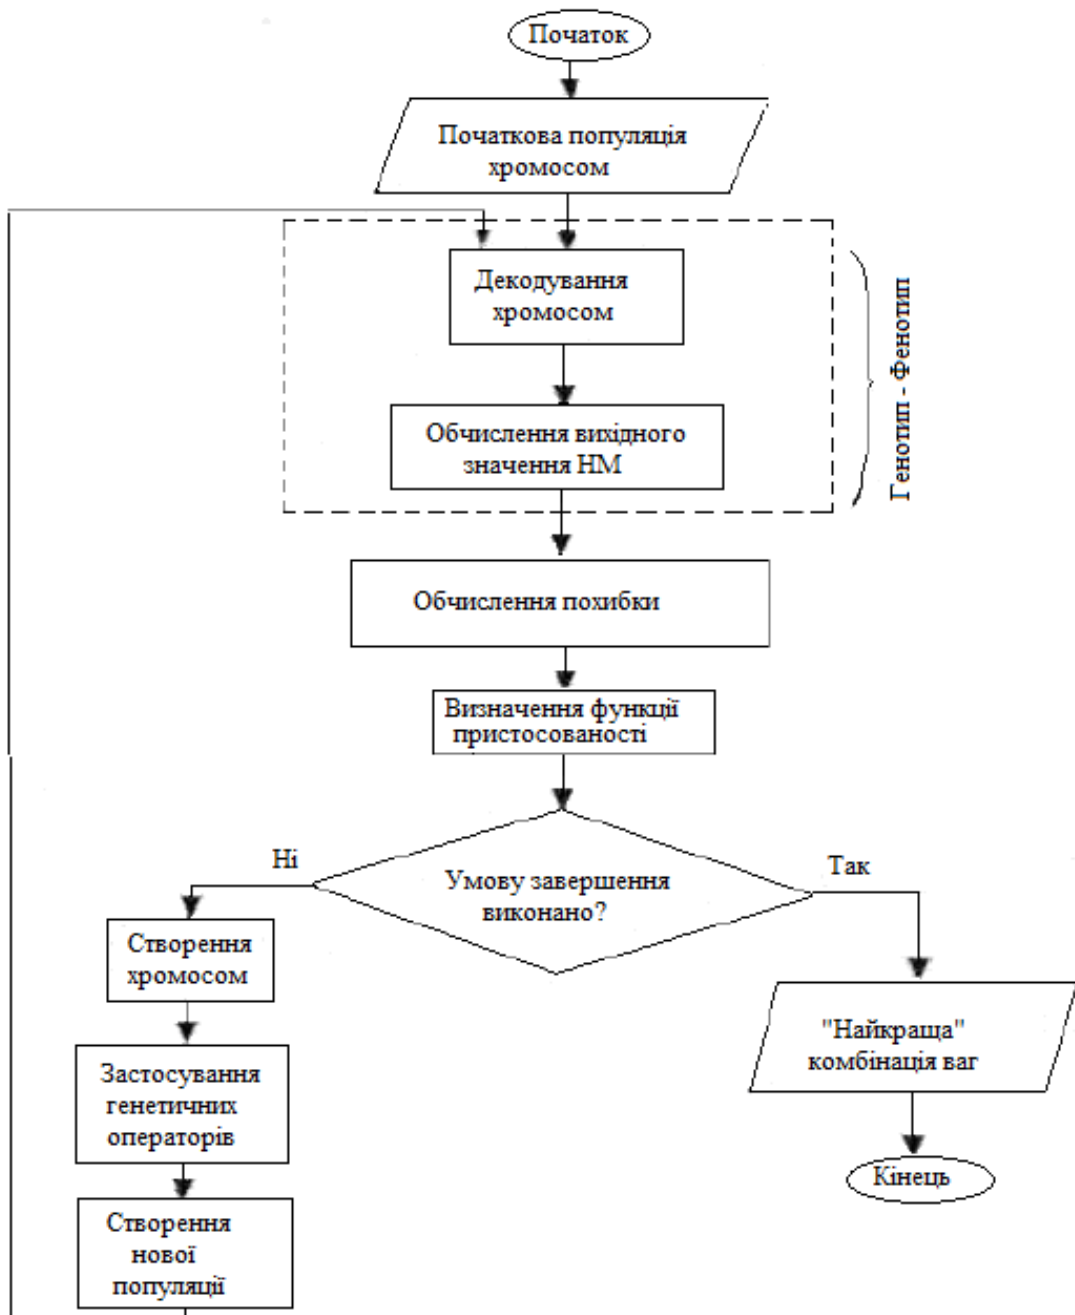 Початок
Початкова популяція
хромосом
Декодування
хромосом
Обчислення вихідного
значення НМ
Генотип - Фенотип
Обчислення похибки
Визначення функції
пристосованості
Ні
Умову завершення
виконано?
Так
Створення
хромосом
"Найкраща"
комбінація ваг
Застосування
генетичних
операторів
Кінець
Створення
нової
популяції